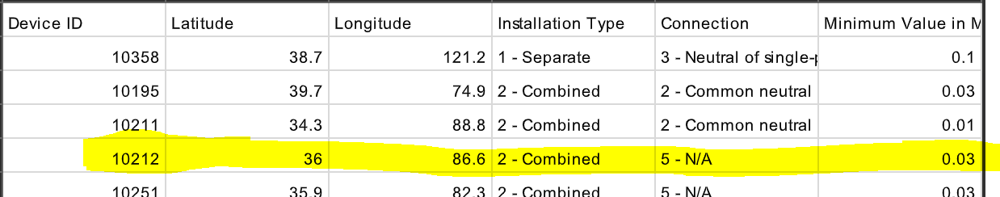 Device ID Latitude Longitude Installation Type Connection Minimum Value in M
10358 38.7 121.2 1 - Separate 3 - Neutral of single-p 0.1
10195 39.7 74.9 2 - Combined 2 - Common neutral 0.03
10211 34.3 88.8 2 - Combined 2 - Common neutral 0.01
10212 36 86.6 2 - Combined 5 - N/A 0.03
10251 35.9 82.3 2 - Combined 5 - N/A 0.03